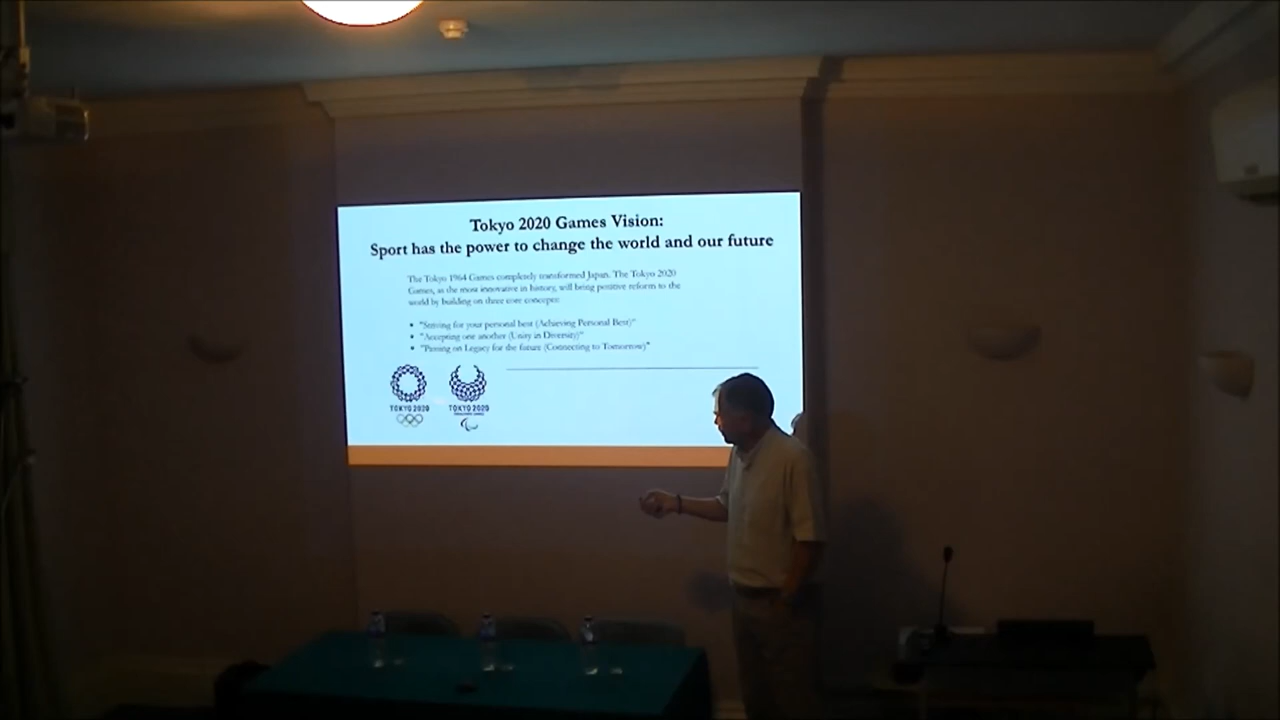 Tokyo 2020 Games Vision:
Sport has the power to change the world and our future
The Tokyo 1964 Games completely transformed Japan. The Tokyo 2020
Games, as the most innovative in history, will bring positive reform to the
world by building on three core concepts:
• "Striving for your personal best (Achieving Personal Best)"
• "Accepting one another (Unity in Diversity)"
• "Passing on Legacy for the future (Connecting to Tomorrow)"
TOKYO 2020
TOKYO 2020
PARALYMPIC GAMES